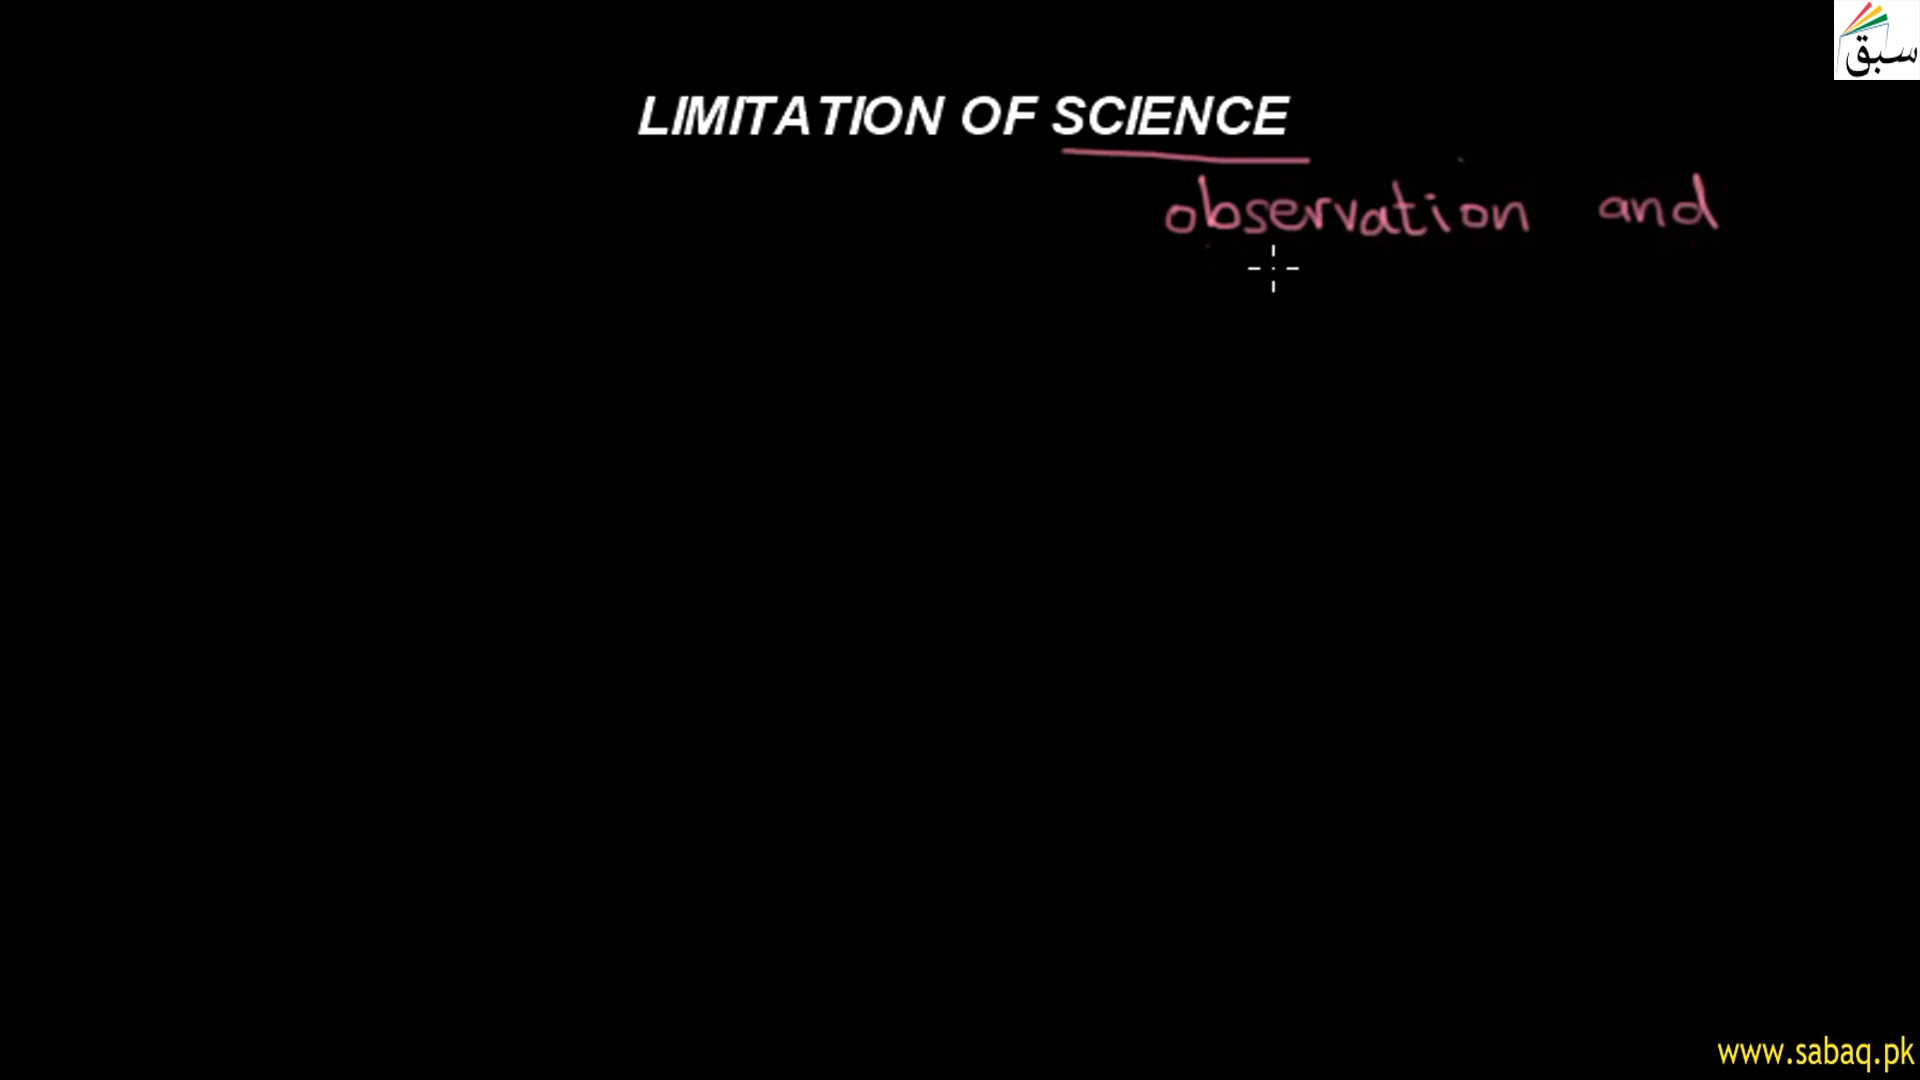 سبق
LIMITATION OF SCIENCE
observation and
www.sabaq.pk